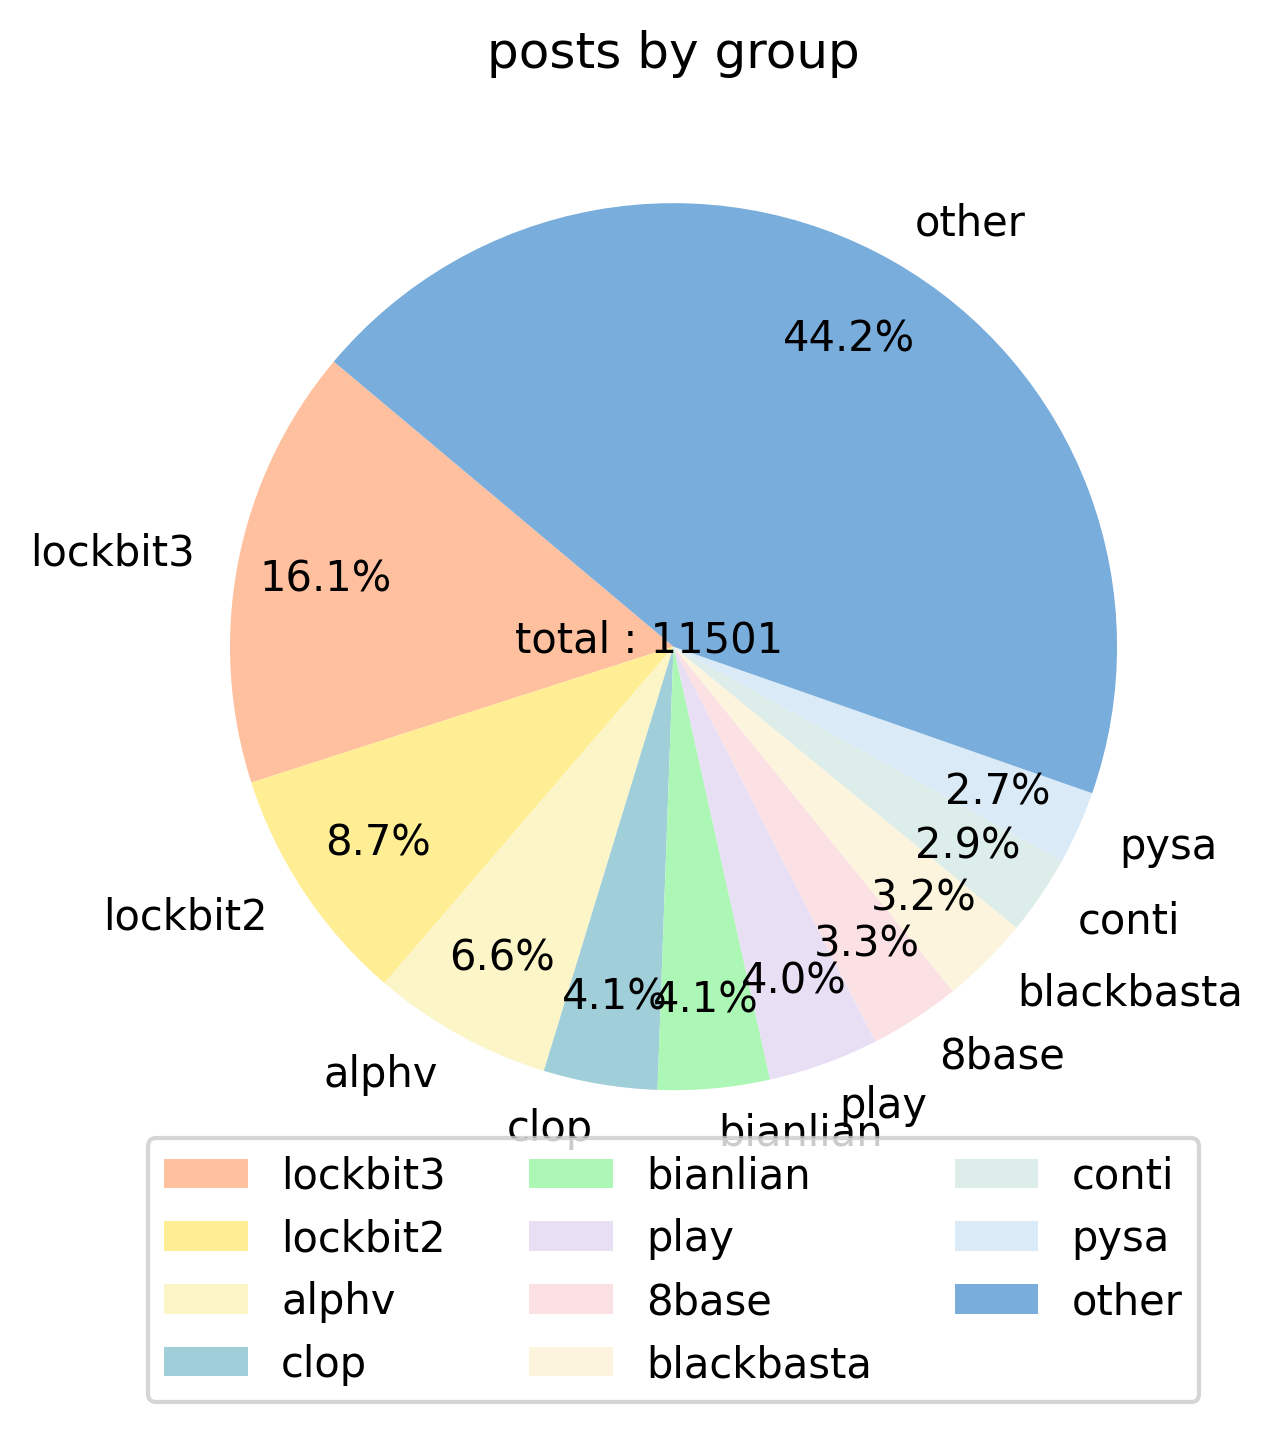 posts by group
other
44.2%
lockbit3
16.1%
total : 11501
2.7%
pysa
8.7%
2.9%
lockbit2
3.2%
conti
3.3%
6.6%
4.0%
blackbasta
4.1%
4.1%
8base
alphv
play
clop
bianlian
lockbit3
lockbit2
alphv
clop
bianlian
play
8base
blackbasta
conti
pysa
other